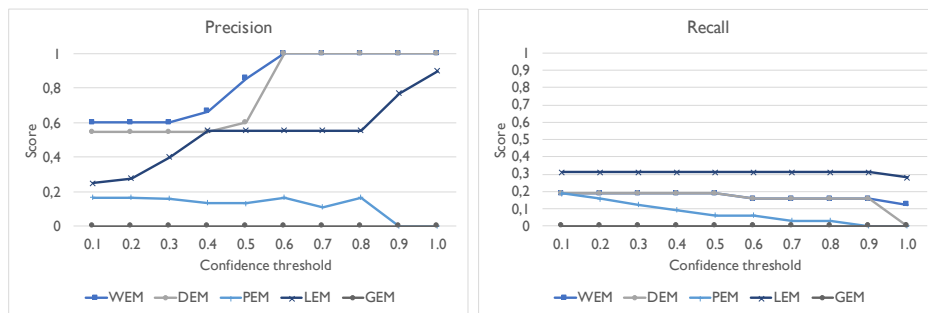 Precision
1
0,8
0,6
0,4
0,2
0
Score
0.1 0.2 0.3 0.4 0.5 0.6 0.7 0.8 0.9 1.0
Confidence threshold
WEM DEM PEM LEM GEM
Recall
1
0,9
0,8
0,7
0,6
0,5
0,4
0,3
0,2
0,1
0
Score
0.1 0.2 0.3 0.4 0.5 0.6 0.7 0.8 0.9 1.0
Confidence threshold
WEM DEM PEM LEM GEM